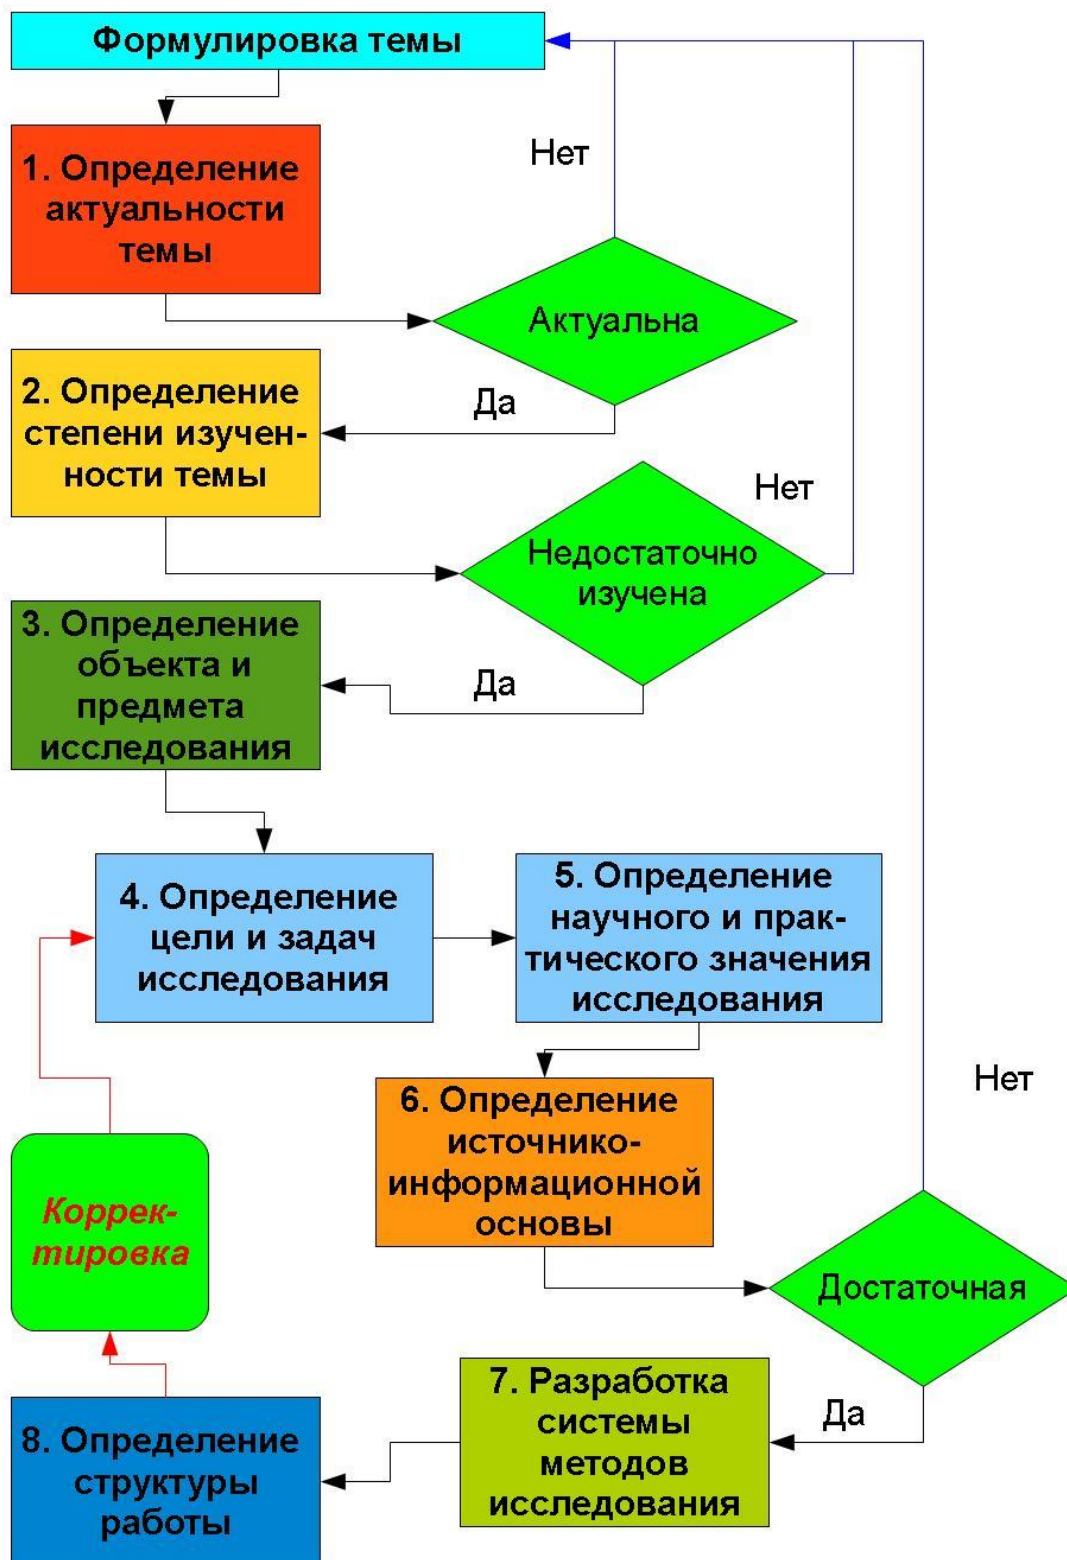 Формулировка темы
1. Определение
актуальности
темы
Нет
Актуальна
Да
2. Определение
степени изучен-
ности темы
Нет
Недостаточно
изучена
Да
3. Определение
объекта и
предмета
исследования
4. Определение
цели и задач
исследования
5. Определение
научного и прак-
тического значения
исследования
6. Определение
источнико-
информационной
основы
Нет
Достаточная
Да
7. Разработка
системы
методов
исследования
8. Определение
структуры
работы
Коррек-
тировка